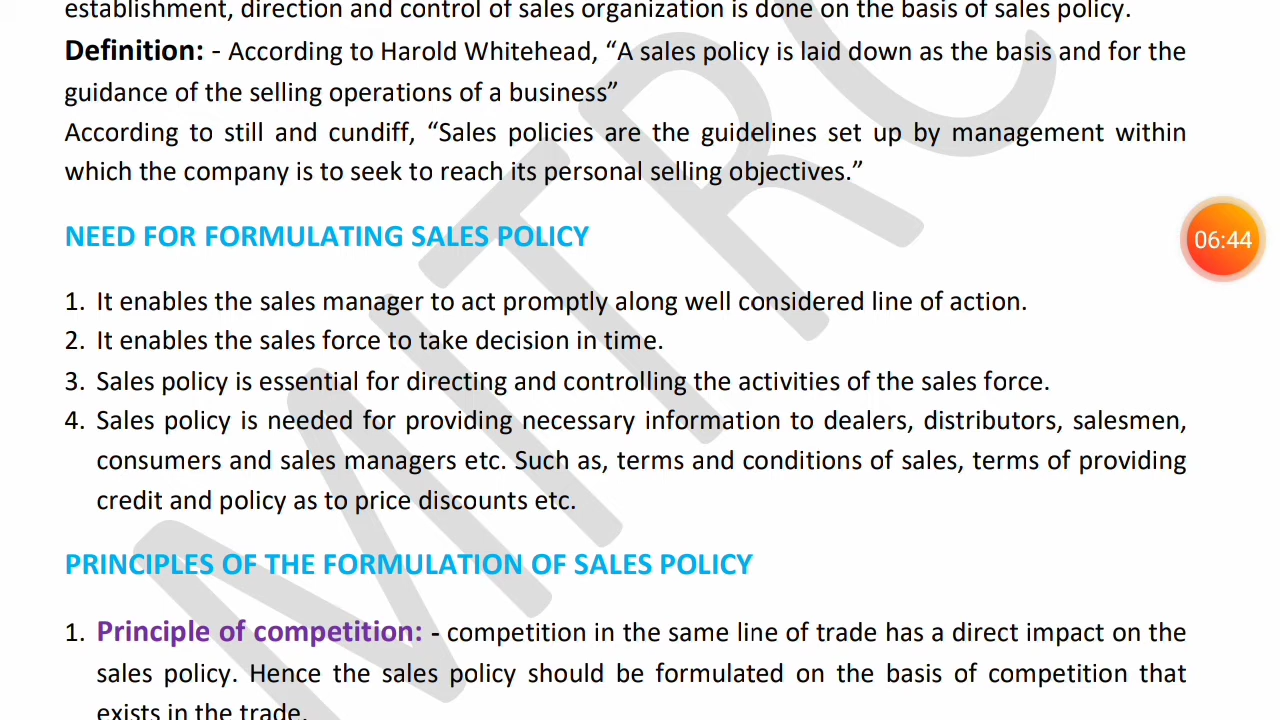 establishment, direction and control of sales organization is done on the basis of sales policy.
Definition: - According to Harold Whitehead, “A sales policy is laid down as the basis and for the
guidance of the selling operations of a business”
According to still and cundiff, “Sales policies are the guidelines set up by management within
which the company is to seek to reach its personal selling objectives.”
NEED FOR FORMULATING SALES POLICY
06:44
1. It enables the sales manager to act promptly along well considered line of action.
2. It enables the sales force to take decision in time.
3. Sales policy is essential for directing and controlling the activities of the sales force.
4. Sales policy is needed for providing necessary information to dealers, distributors, salesmen,
consumers and sales managers etc. Such as, terms and conditions of sales, terms of providing
credit and policy as to price discounts etc.
PRINCIPLES OF THE FORMULATION OF SALES POLICY
1. Principle of competition: - competition in the same line of trade has a direct impact on the
sales policy. Hence the sales policy should be formulated on the basis of competition that
exists in the trade.
MITRC